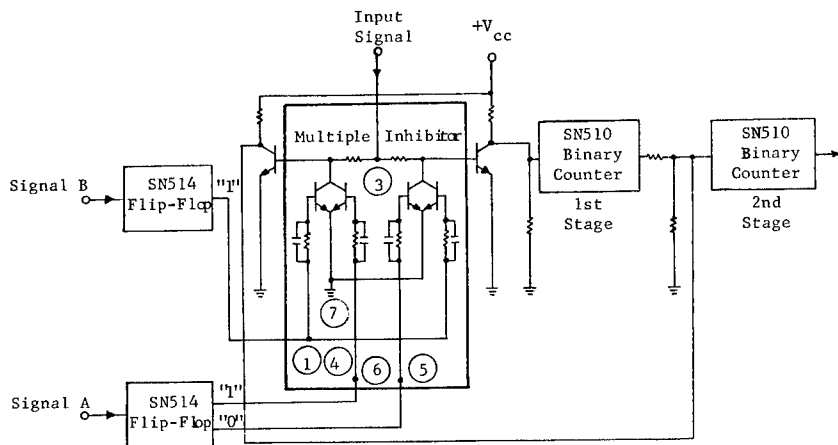 Input
Signal
+Vcc
Multiple Inhibitor
SN510
Binary
Counter
1st
Stage
SN510
Binary
Counter
2nd
Stage
3
Signal B
SN514
Flip-Flop
"1"
7
1
4
6
5
Signal A
SN514
Flip-Flop
"1"
"0"